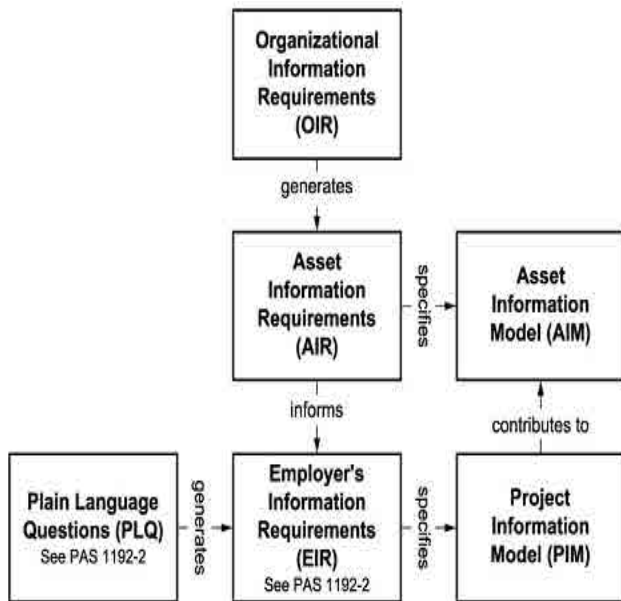 Organizational
Information
Requirements
(OIR)
generates
Asset
Information
Requirements
(AIR)
specifies
Asset
Information
Model (AIM)
informs
contributes to
Plain Language
Questions (PLQ)
See PAS 1192-2
generates
Employer's
Information
Requirements
(EIR)
See PAS 1192-2
specifies
Project
Information
Model (PIM)